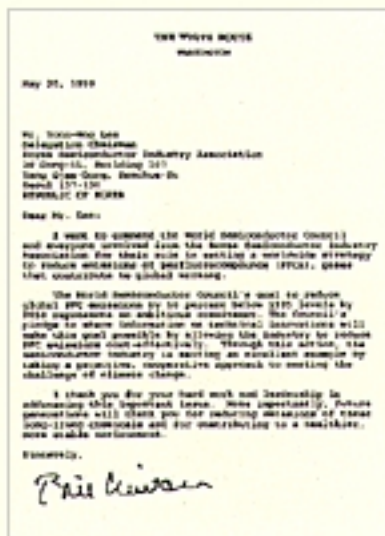 THE WHITE HOUSE
WASHINGTON
Mr. Yoon-Woo Lee
Delegation Chairman
Korea Semiconductor Industry Association
Building
Seoul 137-130
REPUBLIC OF KOREA
Dear Mr. Lee:
I want to commend the World Semiconductor Council
and everyone involved from the Korea Semiconductor Industry
Association for their role in setting a worldwide strategy
to reduce emissions of perfluorocompounds (PFCs), gases
that contribute to global warming.
The World Semiconductor Council's goal to reduce
global PFC emissions by 10 percent below 1995 levels by
2010 represents an ambitious commitment. The Council's
pledge to share information on technical innovations will
make this goal possible by allowing the industry to reduce
PFC emissions cost-effectively. Through this action, the
semiconductor industry is setting an excellent example by
taking a proactive, cooperative approach to meeting the
challenge of climate change.
I thank you for your hard work and leadership in
addressing this important issue. More importantly, future
generations will thank you for reducing emissions of these
long-lived chemicals and for contributing to a healthier,
more stable environment.
Sincerely,
Bill Clinton